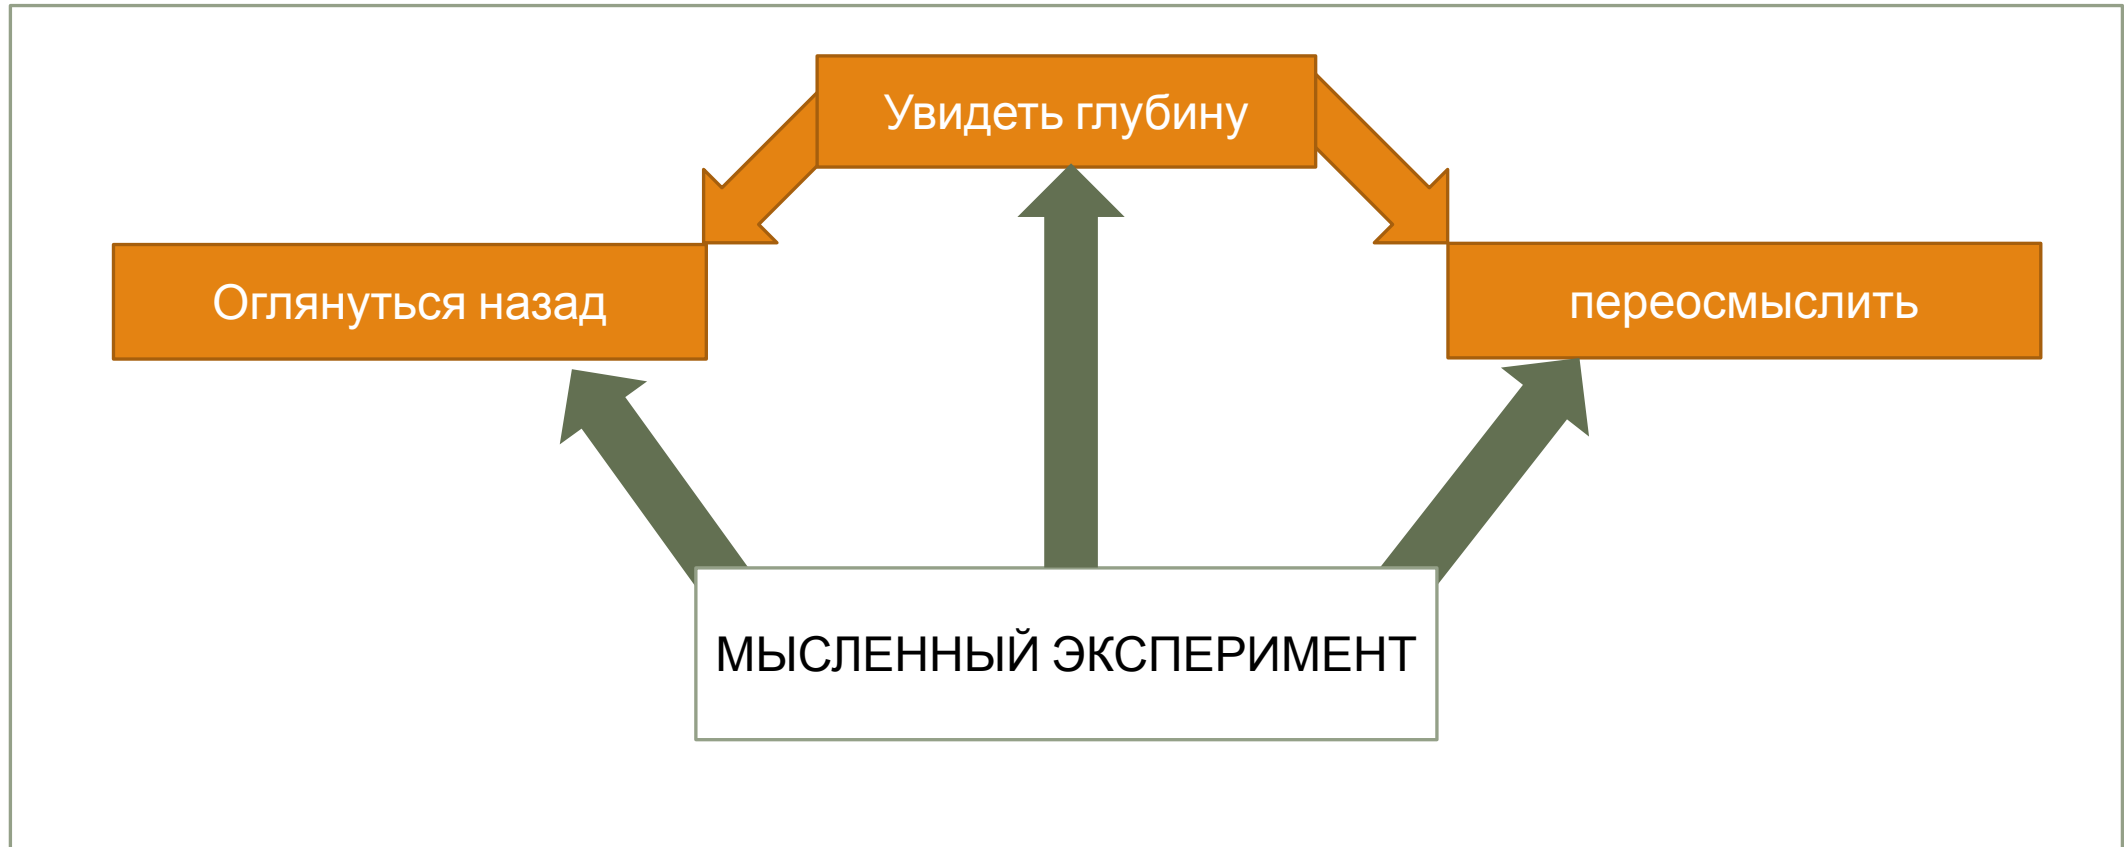 Увидеть глубину
Оглянуться назад
переосмыслить
МЫСЛЕННЫЙ ЭКСПЕРИМЕНТ